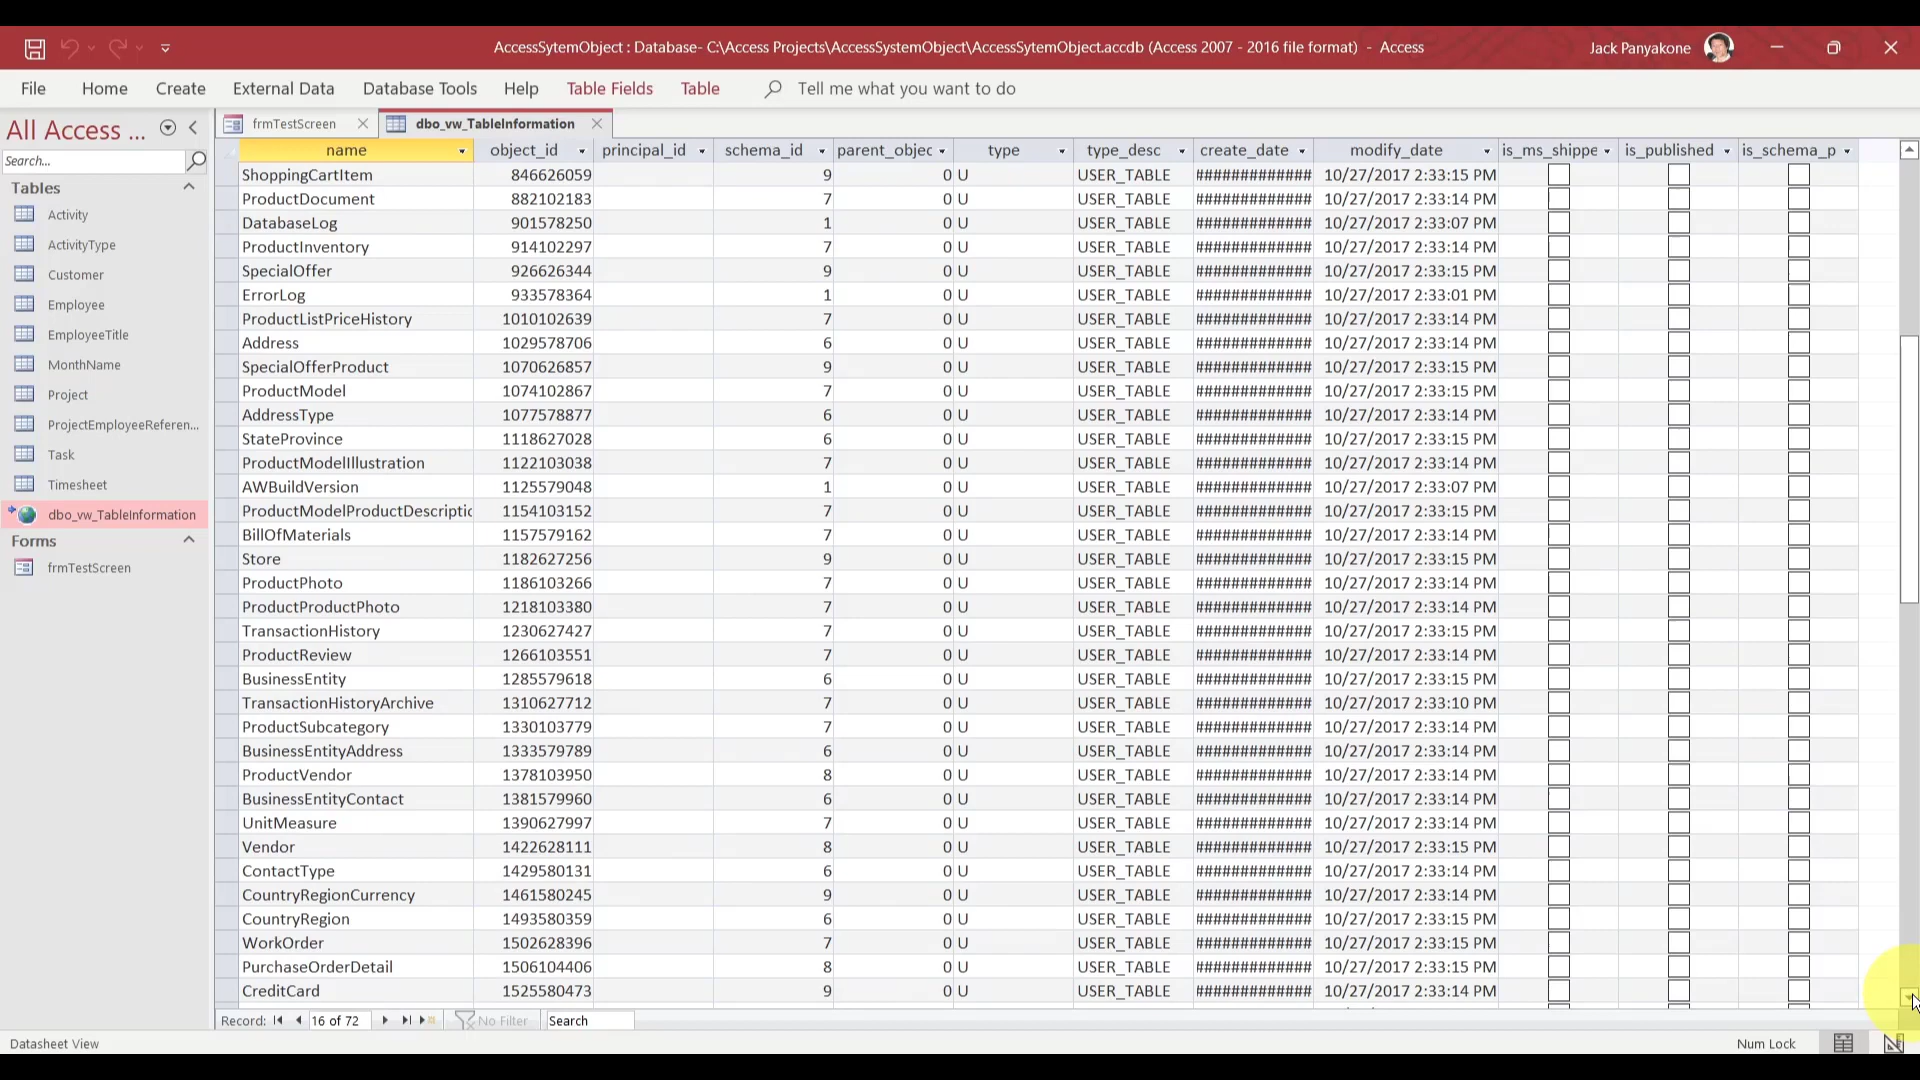 AccessSytemObject : Database- C:\Access Projects\AccessSystemObject\AccessSytemObject.accdb (Access 2007 - 2016 file format) - Access
Jack Panyakone
File Home Create External Data Database Tools Help Table Fields Table Tell me what you want to do
All Access ...
Search...
Tables
Activity
ActivityType
Customer
Employee
EmployeeTitle
MonthName
Project
ProjectEmployeeReferen...
Task
Timesheet
dbo_vw_TableInformation
Forms
frmTestScreen
frmTestScreen dbo_vw_TableInformation
name object_id principal_id schema_id parent_objec type type_desc create_date modify_date is_ms_shippe is_published is_schema_p
ShoppingCartItem 846626059 9 0 U USER_TABLE ############# 10/27/2017 2:33:15 PM
ProductDocument 882102183 7 0 U USER_TABLE ############# 10/27/2017 2:33:14 PM
DatabaseLog 901578250 1 0 U USER_TABLE ############# 10/27/2017 2:33:07 PM
ProductInventory 914102297 7 0 U USER_TABLE ############# 10/27/2017 2:33:14 PM
SpecialOffer 926626344 9 0 U USER_TABLE ############# 10/27/2017 2:33:15 PM
ErrorLog 933578364 1 0 U USER_TABLE ############# 10/27/2017 2:33:01 PM
ProductListPriceHistory 1010102639 7 0 U USER_TABLE ############# 10/27/2017 2:33:14 PM
Address 1029578706 6 0 U USER_TABLE ############# 10/27/2017 2:33:14 PM
SpecialOfferProduct 1070626857 9 0 U USER_TABLE ############# 10/27/2017 2:33:15 PM
ProductModel 1074102867 7 0 U USER_TABLE ############# 10/27/2017 2:33:15 PM
AddressType 1077578877 6 0 U USER_TABLE ############# 10/27/2017 2:33:14 PM
StateProvince 1118627028 6 0 U USER_TABLE ############# 10/27/2017 2:33:15 PM
ProductModelIllustration 1122103038 7 0 U USER_TABLE ############# 10/27/2017 2:33:14 PM
AWBuildVersion 1125579048 1 0 U USER_TABLE ############# 10/27/2017 2:33:07 PM
ProductModelProductDescriptic 1154103152 7 0 U USER_TABLE ############# 10/27/2017 2:33:15 PM
BillOfMaterials 1157579162 7 0 U USER_TABLE ############# 10/27/2017 2:33:15 PM
Store 1182627256 9 0 U USER_TABLE ############# 10/27/2017 2:33:15 PM
ProductPhoto 1186103266 7 0 U USER_TABLE ############# 10/27/2017 2:33:14 PM
ProductProductPhoto 1218103380 7 0 U USER_TABLE ############# 10/27/2017 2:33:14 PM
TransactionHistory 1230627427 7 0 U USER_TABLE ############# 10/27/2017 2:33:15 PM
ProductReview 1266103551 7 0 U USER_TABLE ############# 10/27/2017 2:33:14 PM
BusinessEntity 1285579618 6 0 U USER_TABLE ############# 10/27/2017 2:33:15 PM
TransactionHistoryArchive 1310627712 7 0 U USER_TABLE ############# 10/27/2017 2:33:10 PM
ProductSubcategory 1330103779 7 0 U USER_TABLE ############# 10/27/2017 2:33:14 PM
BusinessEntityAddress 1333579789 6 0 U USER_TABLE ############# 10/27/2017 2:33:14 PM
ProductVendor 1378103950 8 0 U USER_TABLE ############# 10/27/2017 2:33:14 PM
BusinessEntityContact 1381579960 6 0 U USER_TABLE ############# 10/27/2017 2:33:14 PM
UnitMeasure 1390627997 7 0 U USER_TABLE ############# 10/27/2017 2:33:14 PM
Vendor 1422628111 8 0 U USER_TABLE ############# 10/27/2017 2:33:15 PM
ContactType 1429580131 6 0 U USER_TABLE ############# 10/27/2017 2:33:14 PM
CountryRegionCurrency 1461580245 9 0 U USER_TABLE ############# 10/27/2017 2:33:14 PM
CountryRegion 1493580359 6 0 U USER_TABLE ############# 10/27/2017 2:33:15 PM
WorkOrder 1502628396 7 0 U USER_TABLE ############# 10/27/2017 2:33:15 PM
PurchaseOrderDetail 1506104406 8 0 U USER_TABLE ############# 10/27/2017 2:33:15 PM
CreditCard 1525580473 9 0 U USER_TABLE ############# 10/27/2017 2:33:14 PM
Record: 16 of 72 No Filter Search
Datasheet View Num Lock